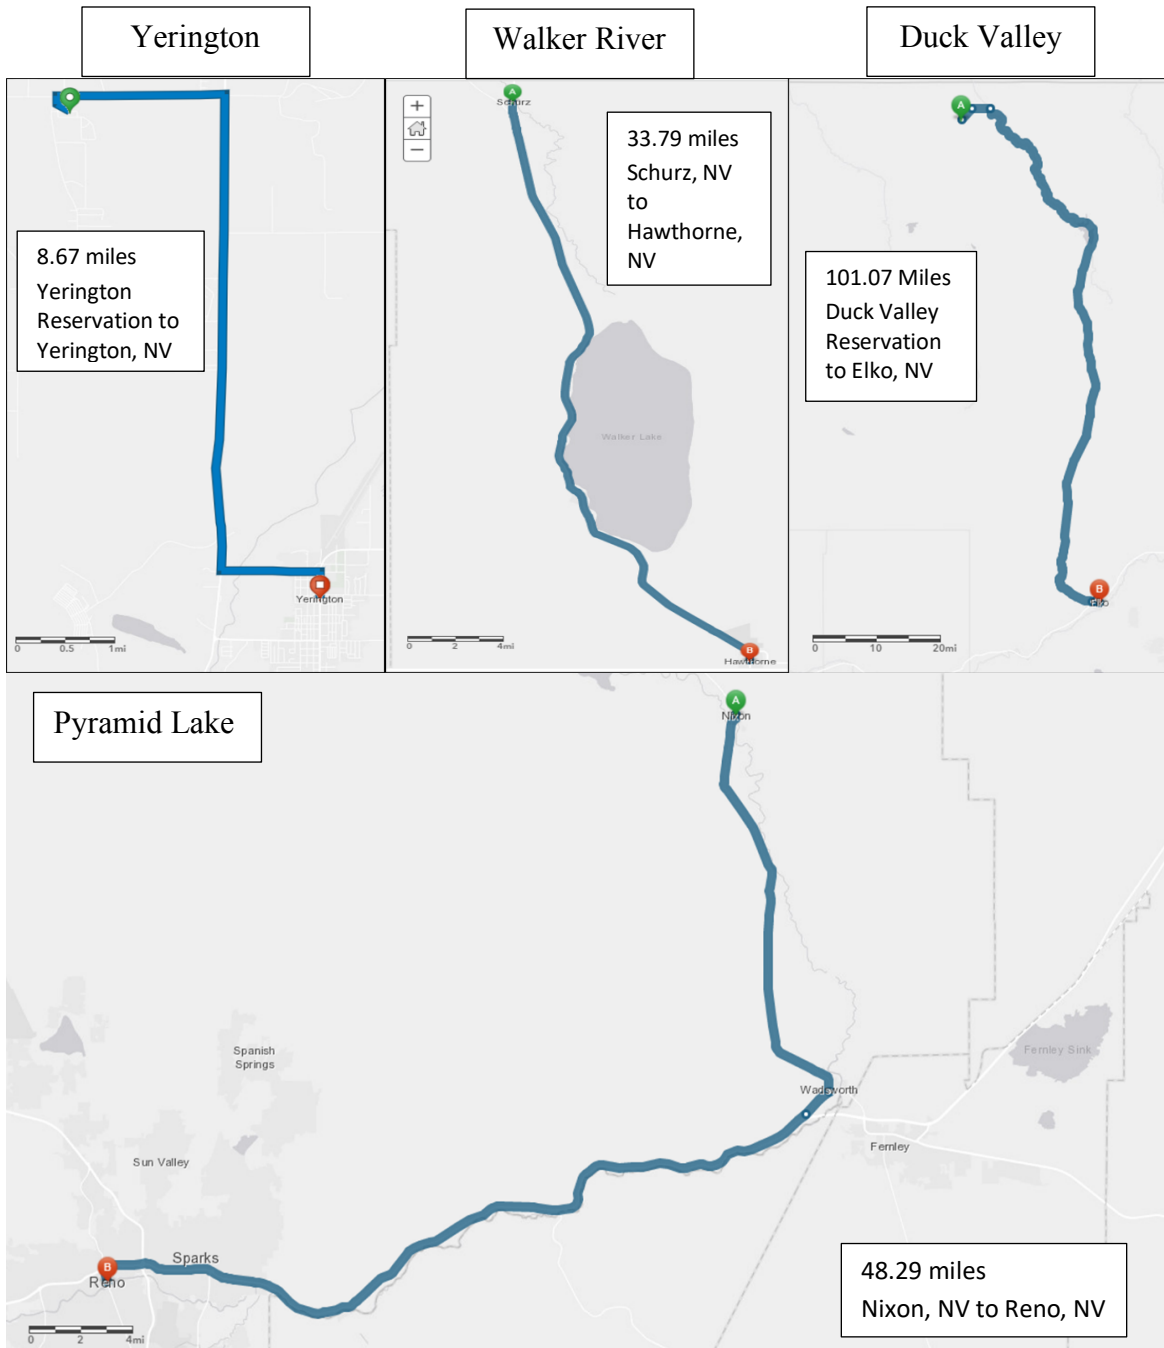 Yerington
Walker River
Duck Valley
8.67 miles
Yerington
Reservation to
Yerington, NV
Yerington
0 0.5 1mi
A
Schurz
+
−
33.79 miles
Schurz, NV
to
Hawthorne,
NV
Walker Lake
B
Hawthorne
0 2 4mi
A
101.07 Miles
Duck Valley
Reservation
to Elko, NV
B
Elko
0 10 20mi
Pyramid Lake
A
Nixon
Spanish
Springs
Fernley Sink
Wadsworth
Fernley
Sun Valley
Sparks
B
Reno
48.29 miles
Nixon, NV to Reno, NV
0 2 4mi